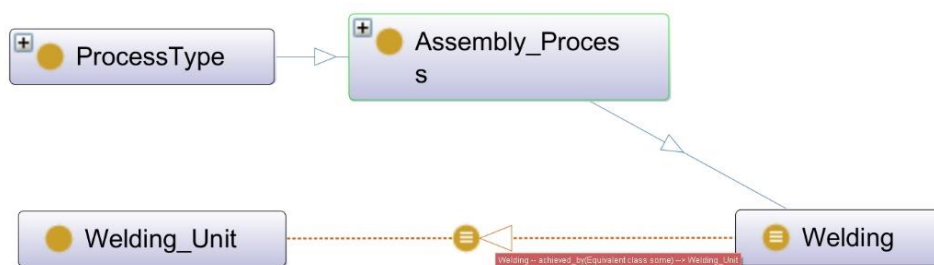 ProcessType
Assembly_Proces
s
Welding_Unit
Welding
Welding -- achieved_by(Equivalent class some) --> Welding_Unit